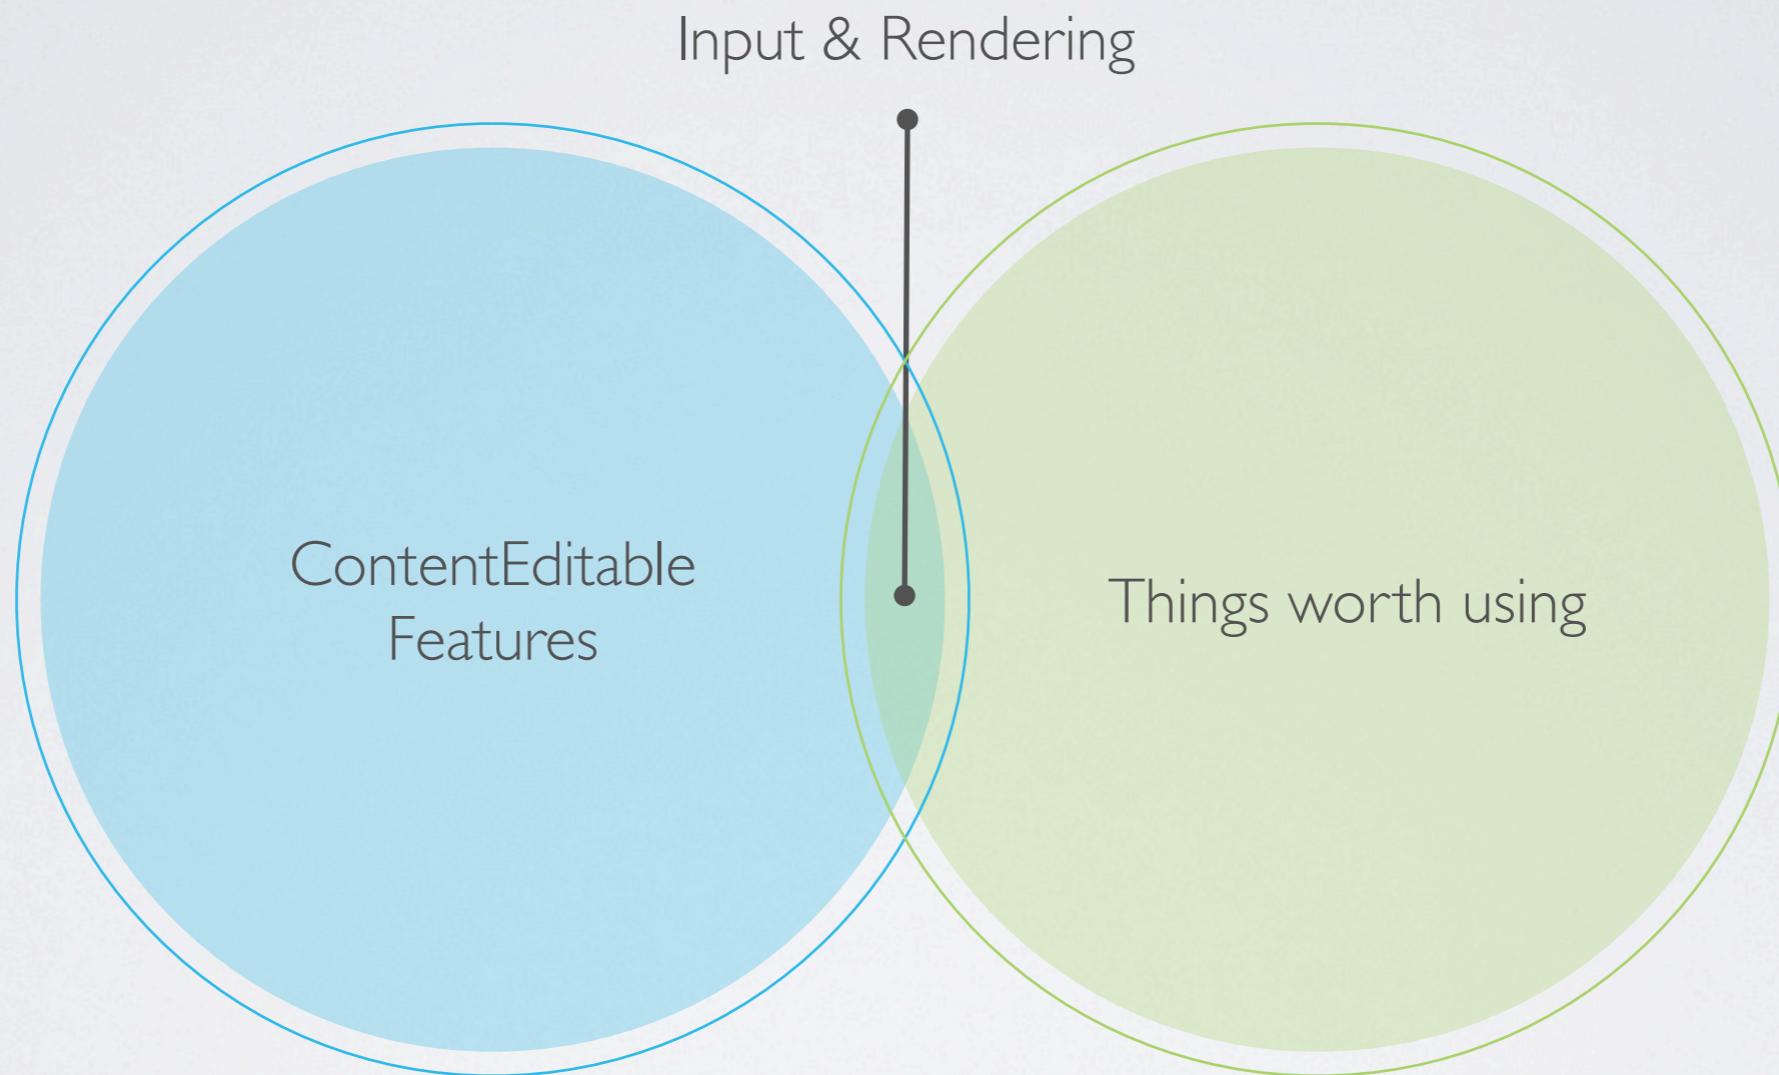 Input & Rendering
ContentEditable
Features
Things worth using